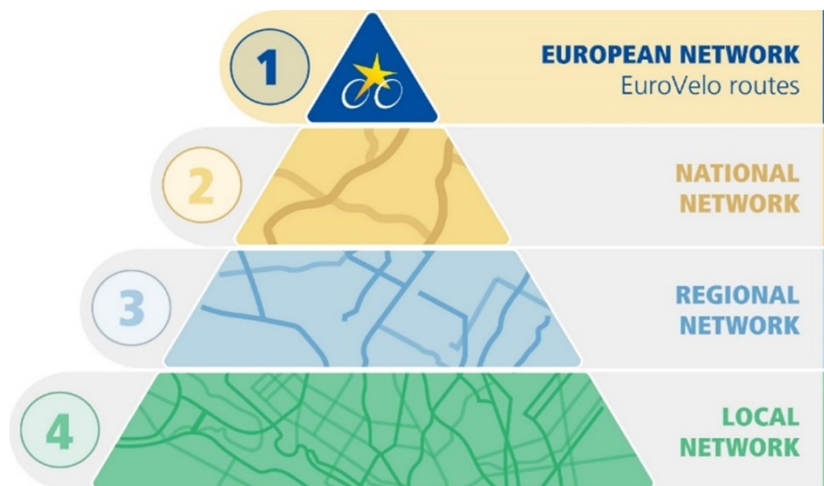 1
EUROPEAN NETWORK
EuroVelo routes
2
NATIONAL
NETWORK
3
REGIONAL
NETWORK
4
LOCAL
NETWORK